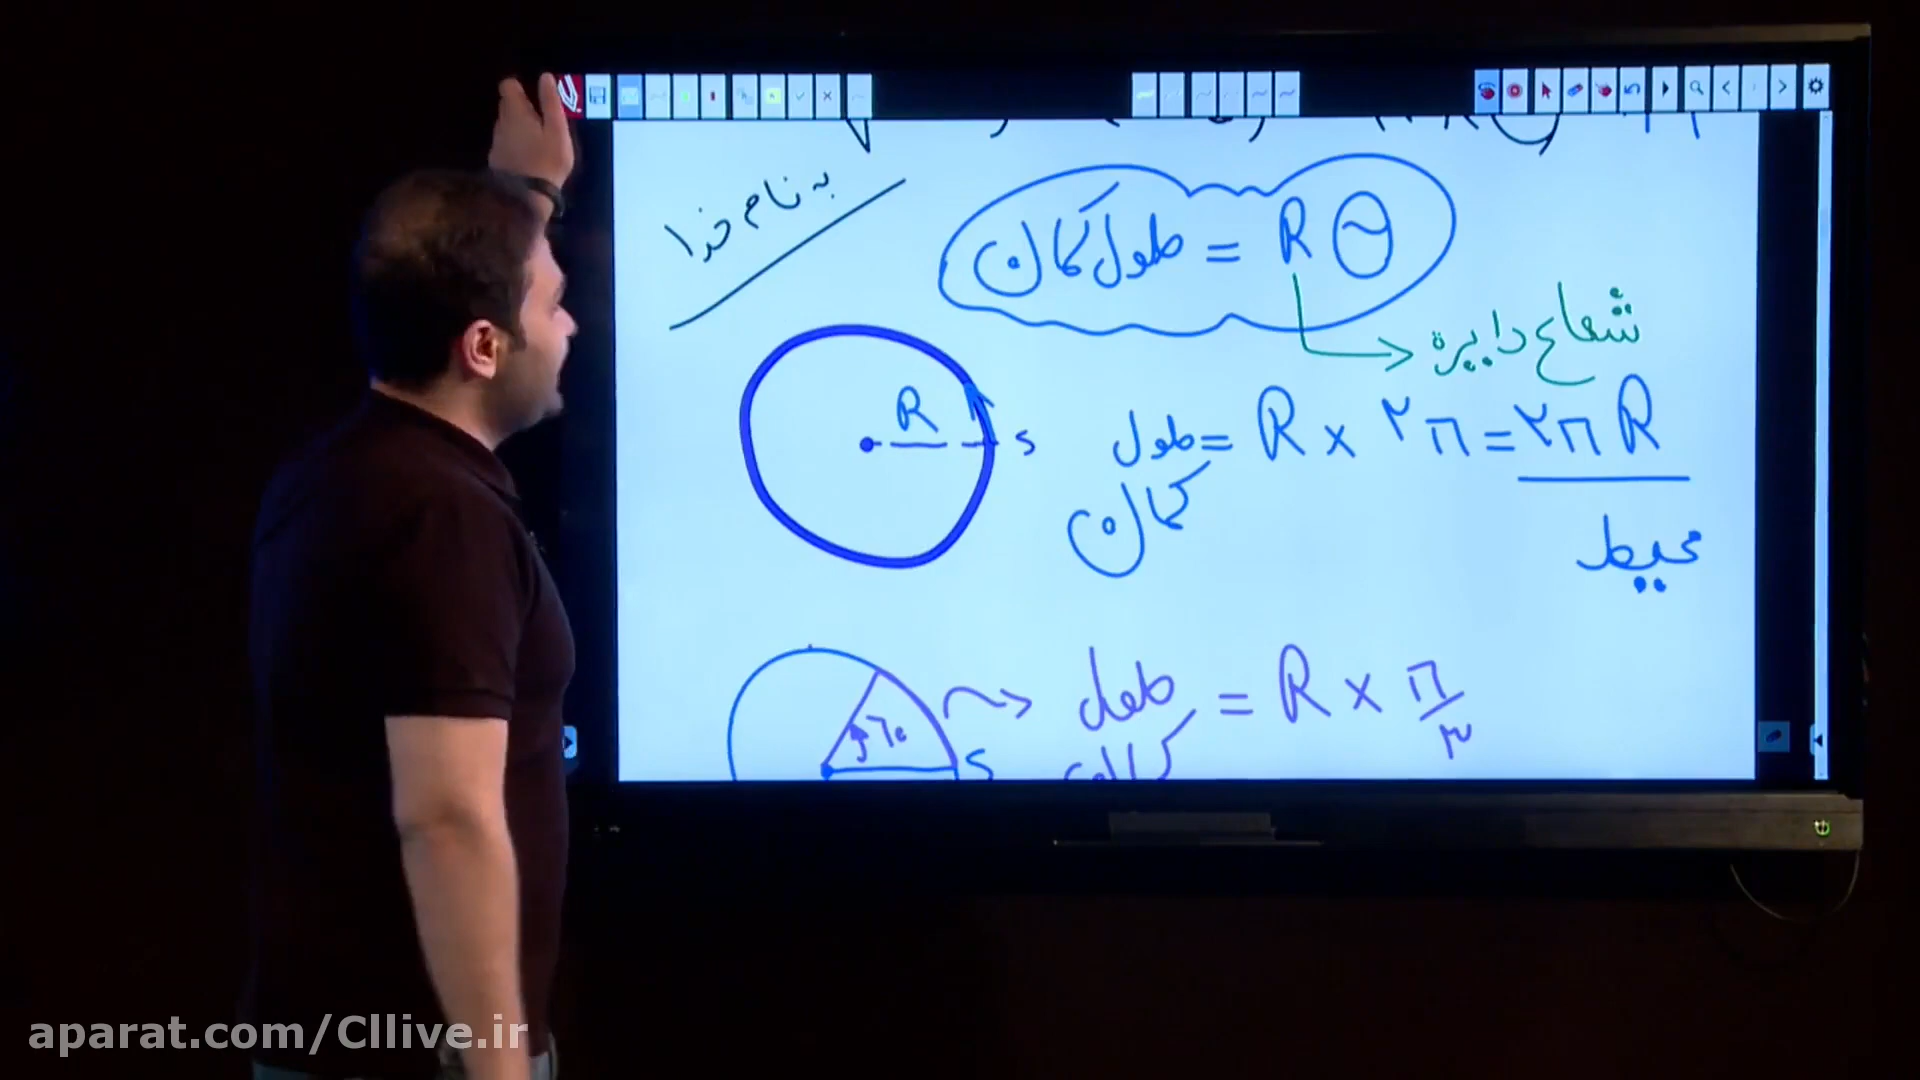 به نام خدا
طول کمان = R θ
شعاع دایره
R
S
طول کمان = R × ۲π = ۲π R
محیط
۶۰
S
طول کمان = R × π/۳
aparat.com/Cllive.ir